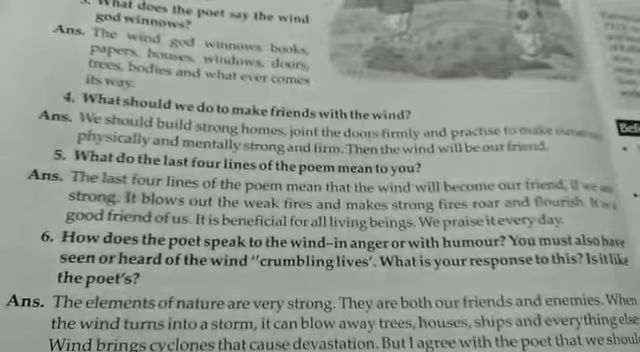 3. What does the poet say the wind
god winnows?
Ans. The wind god winnows books,
papers, houses, windows, doors,
trees, bodies and what ever comes
its way.
4. What should we do to make friends with the wind?
Ans. We should build strong homes, joint the doors firmly and practise to make
physically and mentally strong and firm. Then the wind will be our friend.
5. What do the last four lines of the poem mean to you?
Ans. The last four lines of the poem mean that the wind will become our friend, if we are
strong. It blows out the weak fires and makes strong fires roar and flourish. It is
good friend of us. It is beneficial for all living beings. We praise it every day.
6. How does the poet speak to the wind–in anger or with humour? You must also have
seen or heard of the wind "crumbling lives'. What is your response to this? Is it like
the poet's?
Ans. The elements of nature are very strong. They are both our friends and enemies. When
the wind turns into a storm, it can blow away trees, houses, ships and everything else
Wind brings cyclones that cause devastation. But I agree with the poet that we shoul